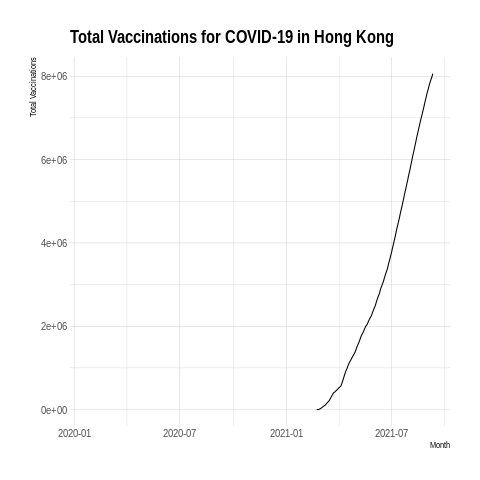 Total Vaccinations for COVID-19 in Hong Kong
Total Vaccinations
8e+06
6e+06
4e+06
2e+06
0e+00
2020-01 2020-07 2021-01 2021-07
Month